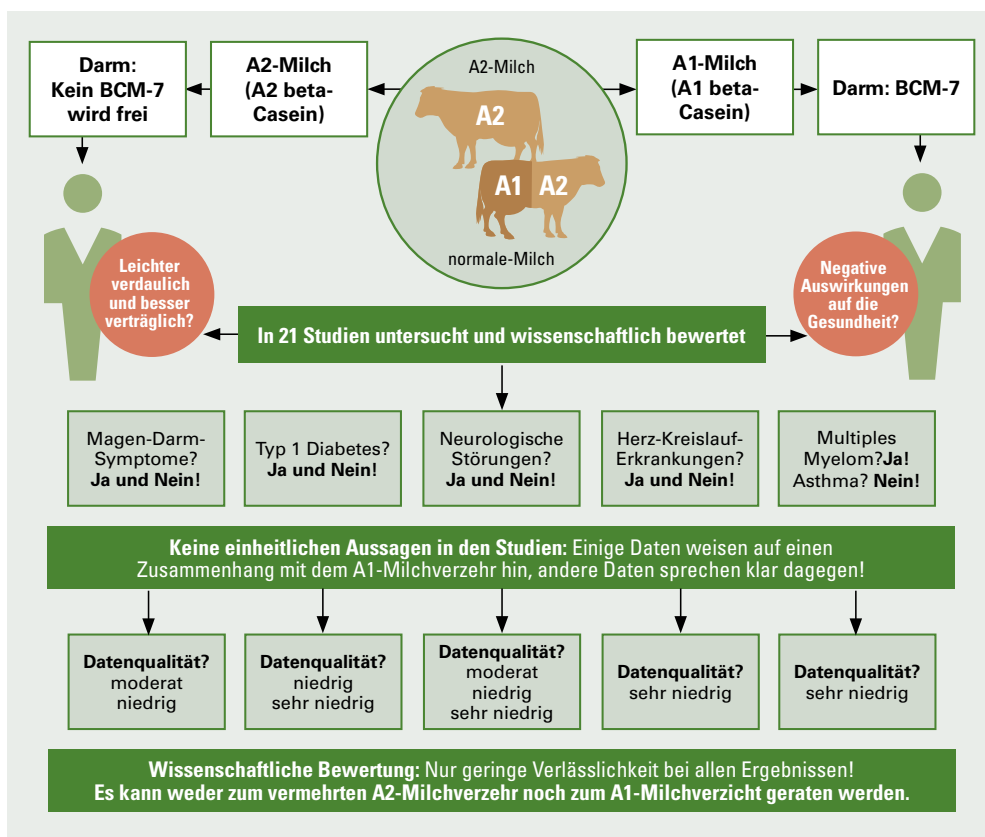 Darm:
Kein BCM-7
wird frei
A2-Milch
(A2 beta-
Casein)
A2-Milch
A2
A1 A2
normale-Milch
A1-Milch
(A1 beta-
Casein)
Darm: BCM-7
Leichter
verdaulich
und besser
verträglich?
Negative
Auswirkungen
auf die
Gesundheit?
In 21 Studien untersucht und wissenschaftlich bewertet
Magen-Darm-
Symptome?
Ja und Nein!
Typ 1 Diabetes?
Ja und Nein!
Neurologische
Störungen?
Ja und Nein!
Herz-Kreislauf-
Erkrankungen?
Ja und Nein!
Multiples
Myelom?Ja!
Asthma? Nein!
Keine einheitlichen Aussagen in den Studien: Einige Daten weisen auf einen
Zusammenhang mit dem A1-Milchverzehr hin, andere Daten sprechen klar dagegen!
Datenqualität?
moderat
niedrig
Datenqualität?
niedrig
sehr niedrig
Datenqualität?
moderat
niedrig
sehr niedrig
Datenqualität?
sehr niedrig
Datenqualität?
sehr niedrig
Wissenschaftliche Bewertung: Nur geringe Verlässlichkeit bei allen Ergebnissen!
Es kann weder zum vermehrten A2-Milchverzehr noch zum A1-Milchverzicht geraten werden.